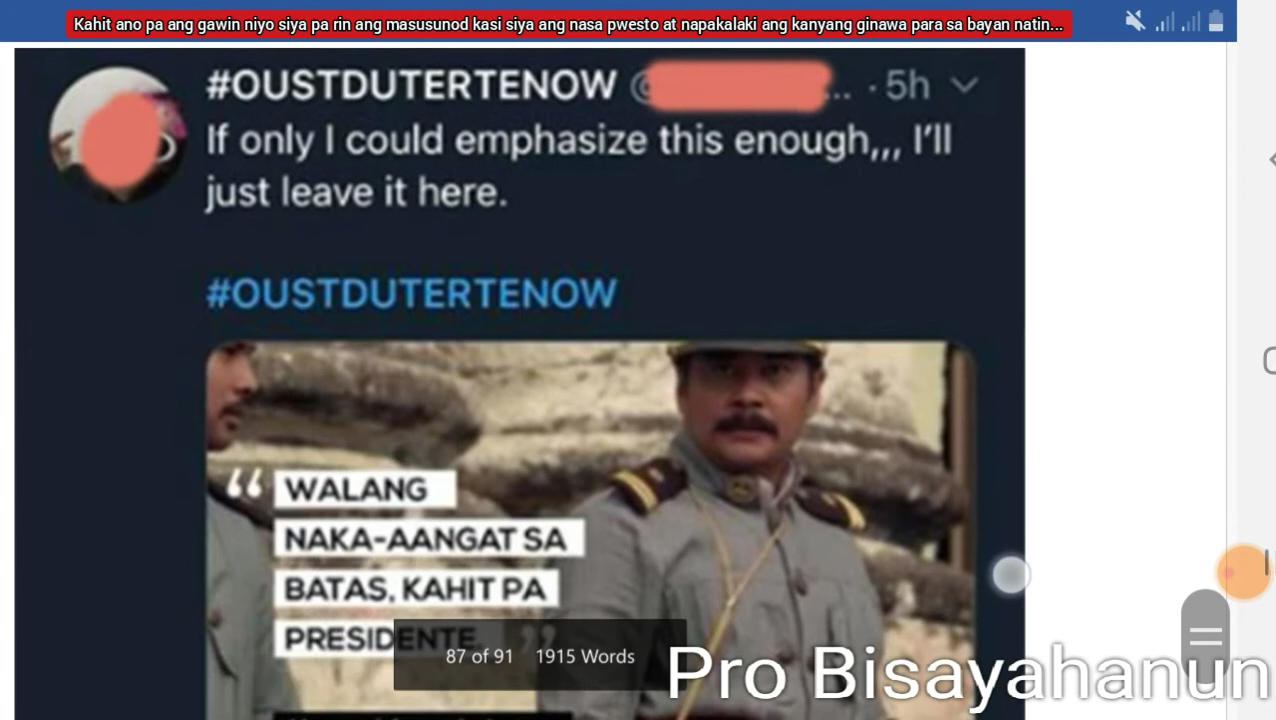 Kahit ano pa ang gawin niyo siya pa rin ang masusunod kasi siya ang nasa pwesto at napakalaki ang kanyang ginawa para sa bayan natin...
#OUSTDUTERTENOW @ ... · 5h
If only I could emphasize this enough,,, I'll
just leave it here.
#OUSTDUTERTENOW
“ WALANG
NAKA-AANGAT SA
BATAS, KAHIT PA
PRESIDENTE. ”
87 of 91 1915 Words
Pro Bisayahanun